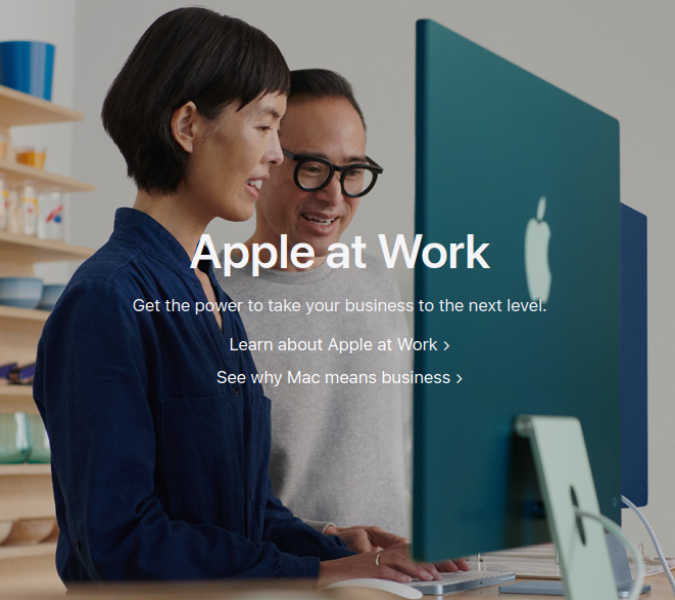 Apple at Work
Get the power to take your business to the next level.
Learn about Apple at Work >
See why Mac means business >